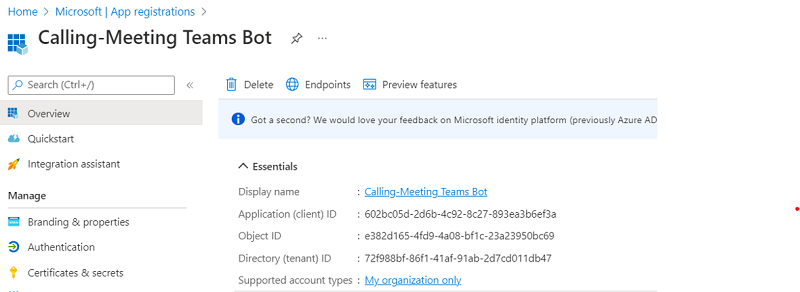 Home > Microsoft | App registrations >
Calling-Meeting Teams Bot ...
Search (Ctrl+/) «
Delete Endpoints Preview features
Overview
Got a second? We would love your feedback on Microsoft identity platform (previously Azure AD
Quickstart
Integration assistant
Essentials
Manage
Display name : Calling-Meeting Teams Bot
Application (client) ID : 602bc05d-2d6b-4c92-8c27-893ea3b6ef3a
Branding & properties
Object ID : e382d165-4fd9-4a08-bf1c-23a23950bc69
Authentication
Directory (tenant) ID : 72f988bf-86f1-41af-91ab-2d7cd011db47
Certificates & secrets
Supported account types : My organization only